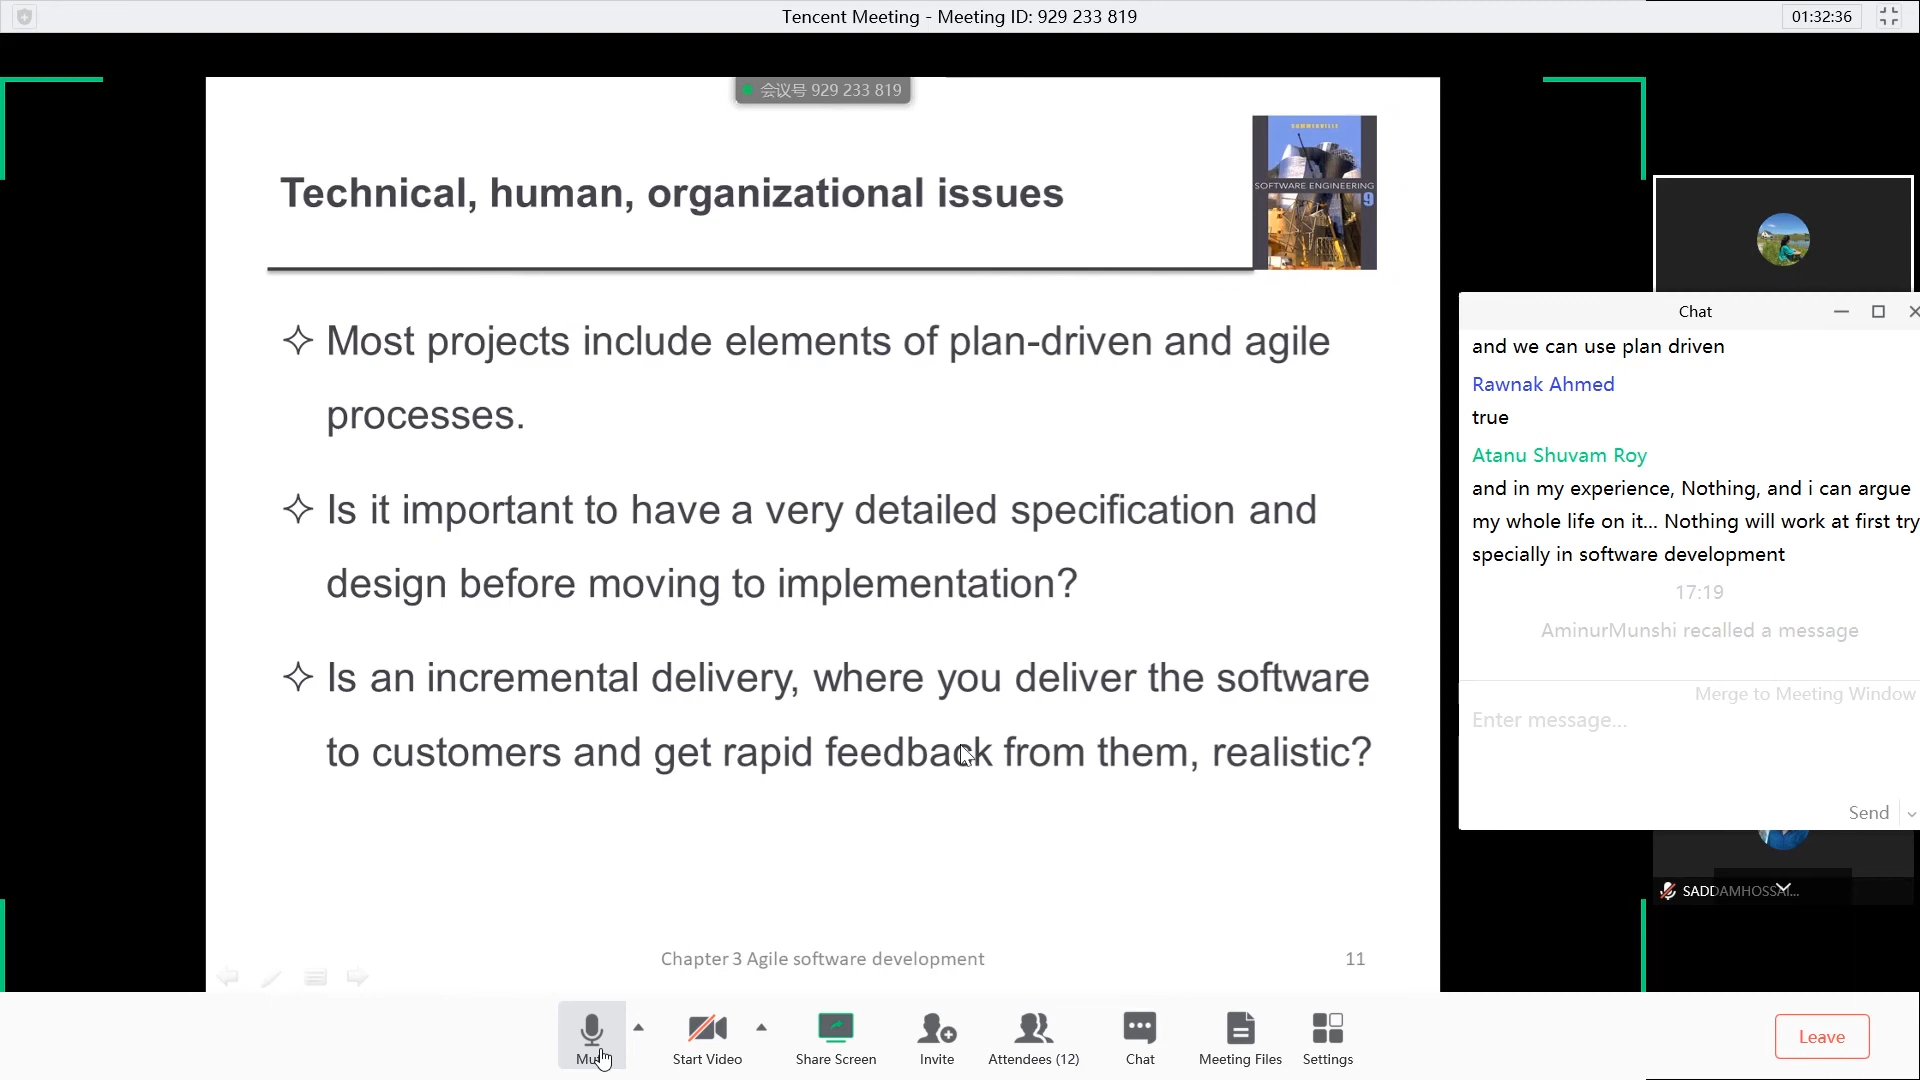 Tencent Meeting - Meeting ID: 929 233 819
01:32:36
会议号 929 233 819
SOMMERVILLE
SOFTWARE ENGINEERING
9
Technical, human, organizational issues
Most projects include elements of plan-driven and agile
processes.
Is it important to have a very detailed specification and
design before moving to implementation?
Is an incremental delivery, where you deliver the software
to customers and get rapid feedback from them, realistic?
Chapter 3 Agile software development
11
Chat
and we can use plan driven
Rawnak Ahmed
true
Atanu Shuvam Roy
and in my experience, Nothing, and i can argue
my whole life on it... Nothing will work at first try
specially in software development
17:19
AminurMunshi recalled a message
Merge to Meeting Window
Enter message...
Send
SADDAMHOSSAI...
Start Video
Share Screen
Invite
Attendees (12)
Chat
Meeting Files
Settings
Leave